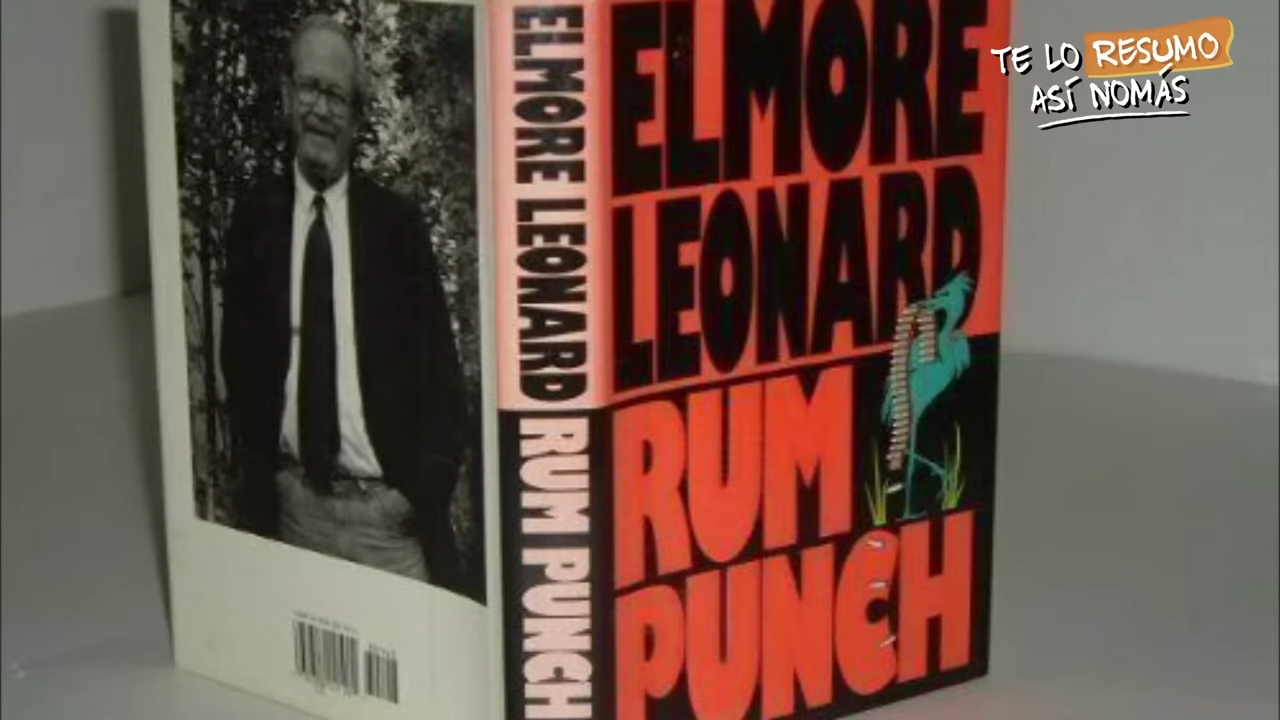 TE LO RESUMO
ASÍ NOMÁS
ELMORE LEONARD RUM PUNCH
ELMORE
LEONARD
RUM
PUNCH